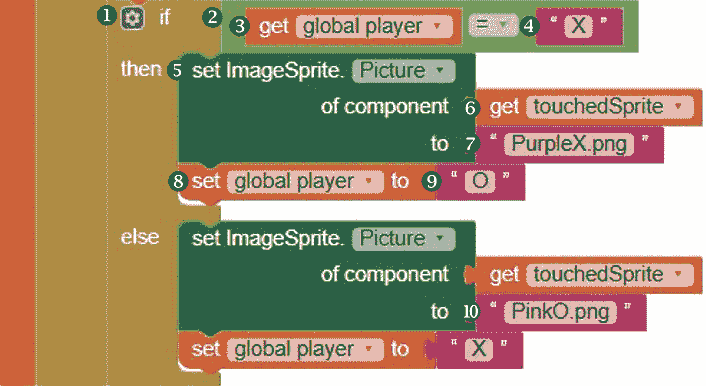 1 if 2 3 get global player = 4 " X "
then 5 set ImageSprite. Picture
of component 6 get touchedSprite
to 7 " PurpleX.png "
8 set global player to 9 " O "
else set ImageSprite. Picture
of component get touchedSprite
to 10 " PinkO.png "
set global player to " X "